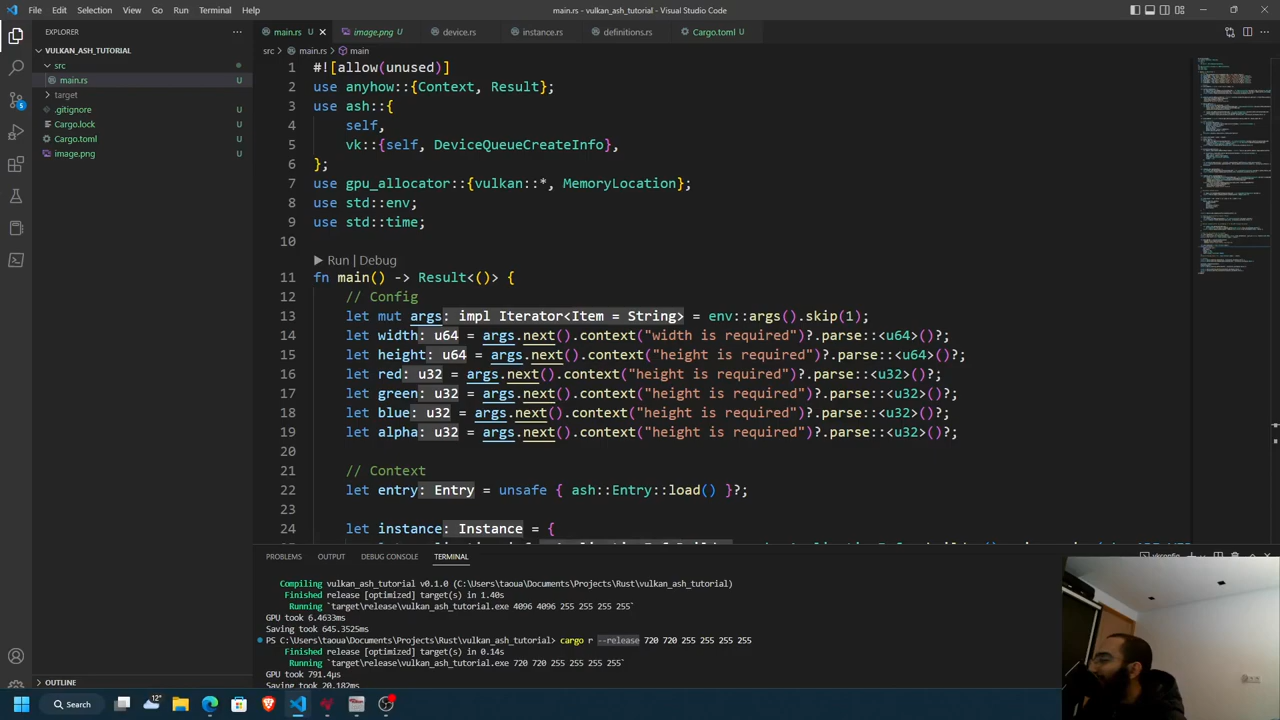 File Edit Selection View Go Run Terminal Help
main.rs - vulkan_ash_tutorial - Visual Studio Code
EXPLORER
main.rs U
image.png U
device.rs
instance.rs
definitions.rs
Cargo.toml U
VULKAN_ASH_TUTORIAL
src > main.rs > main
src
main.rs U
target
.gitignore U
Cargo.lock U
Cargo.toml U
image.png U
1 #![allow(unused)]
2 use anyhow::{Context, Result};
3 use ash::{
4 self,
5 vk::{self, DeviceQueueCreateInfo},
6 };
7 use gpu_allocator::{vulkan::*, MemoryLocation};
8 use std::env;
9 use std::time;
10
▶ Run | Debug
11 fn main() -> Result<()> {
12 // Config
13 let mut args: impl Iterator<Item = String> = env::args().skip(1);
14 let width: u64 = args.next().context("width is required")?.parse::<u64>()?;
15 let height: u64 = args.next().context("height is required")?.parse::<u64>()?;
16 let red: u32 = args.next().context("height is required")?.parse::<u32>()?;
17 let green: u32 = args.next().context("height is required")?.parse::<u32>()?;
18 let blue: u32 = args.next().context("height is required")?.parse::<u32>()?;
19 let alpha: u32 = args.next().context("height is required")?.parse::<u32>()?;
20
21 // Context
22 let entry: Entry = unsafe { ash::Entry::load() }?;
23
24 let instance: Instance = {
PROBLEMS OUTPUT DEBUG CONSOLE TERMINAL
vkconfig
Compiling vulkan_ash_tutorial v0.1.0 (C:\Users\taoua\Documents\Projects\Rust\vulkan_ash_tutorial)
Finished release [optimized] target(s) in 1.40s
Running `target\release\vulkan_ash_tutorial.exe 4096 4096 255 255 255 255`
GPU took 6.4633ms
Saving took 645.3525ms
PS C:\Users\taoua\Documents\Projects\Rust\vulkan_ash_tutorial> cargo r --release 720 720 255 255 255 255
Finished release [optimized] target(s) in 0.14s
Running `target\release\vulkan_ash_tutorial.exe 720 720 255 255 255 255`
GPU took 791.4µs
Saving took 20.182ms
OUTLINE
Search
12°